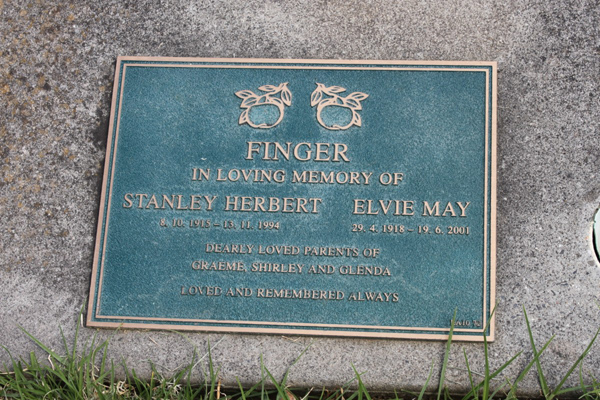 FINGER
IN LOVING MEMORY OF
STANLEY HERBERT ELVIE MAY
8. 10. 1915 – 13. 11. 1994 29. 4. 1918 – 19. 6. 2001
DEARLY LOVED PARENTS OF
GRAEME, SHIRLEY AND GLENDA
LOVED AND REMEMBERED ALWAYS